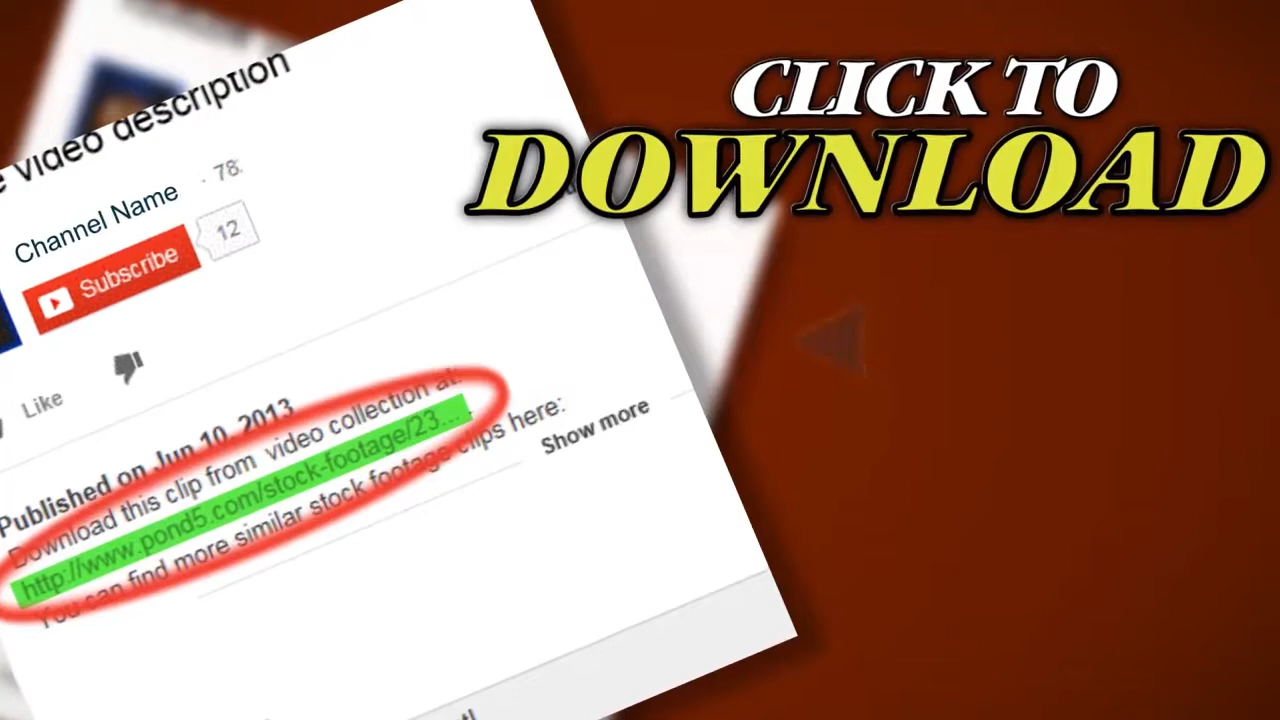 CLICK TO
DOWNLOAD
video description
Channel Name
Subscribe
12
Like
Published on Jun 10, 2013
Download this clip from video collection at:
http://www.pond5.com/stock-footage/23...
You can find more similar stock footage clips here:
Show more